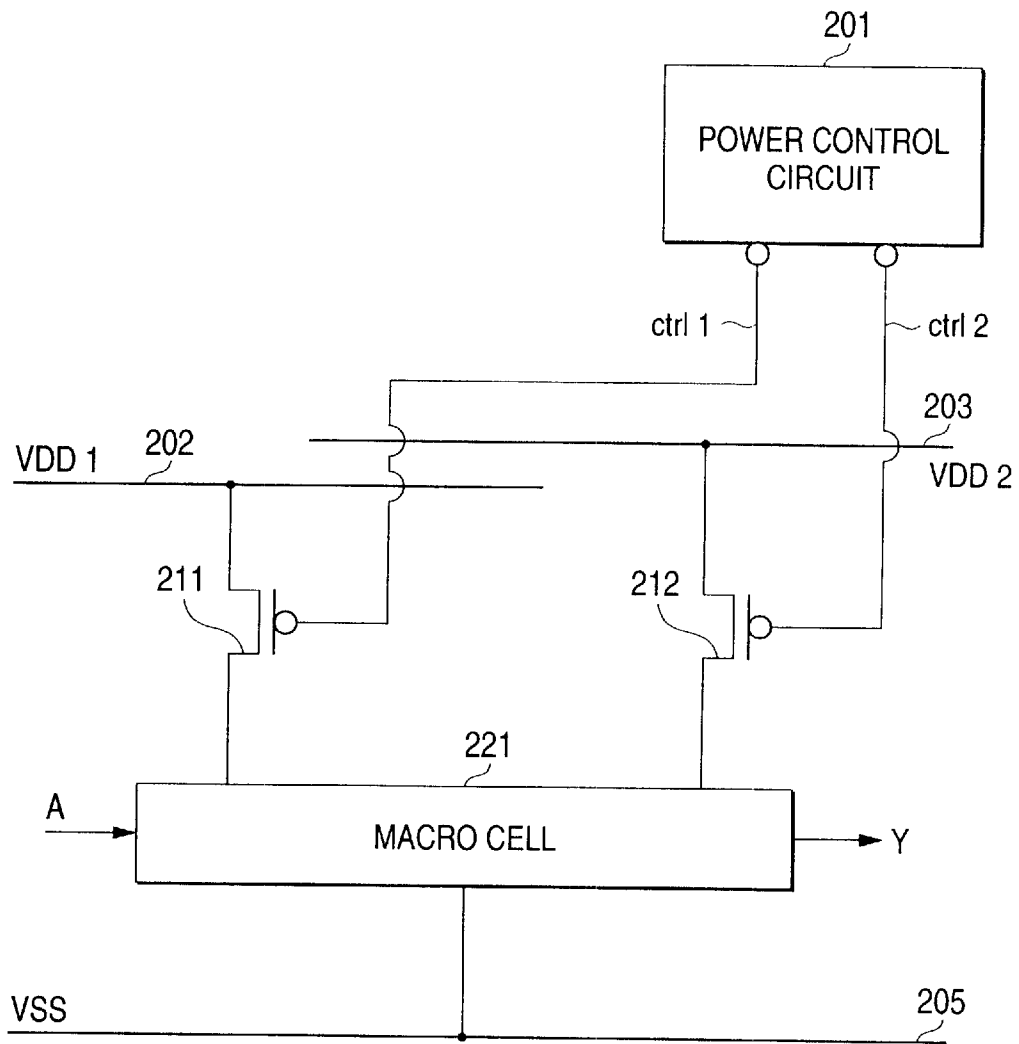 201
POWER CONTROL
CIRCUIT
ctrl 1
ctrl 2
203
VDD 1
202
VDD 2
211
212
221
A
MACRO CELL
Y
VSS
205